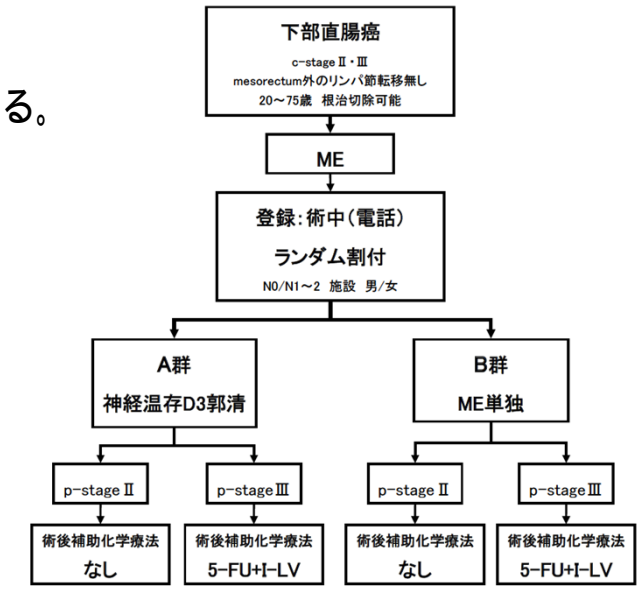 下部直腸癌
c-stageⅡ・Ⅲ
mesorectum外のリンパ節転移無し
20～75歳 根治切除可能
る。
ME
登録：術中（電話）
ランダム割付
N0/N1～2 施設 男/女
A群
神経温存D3郭清
B群
ME単独
p-stageⅡ
p-stageⅢ
p-stageⅡ
p-stageⅢ
術後補助化学療法
なし
術後補助化学療法
5-FU+l-LV
術後補助化学療法
なし
術後補助化学療法
5-FU+l-LV